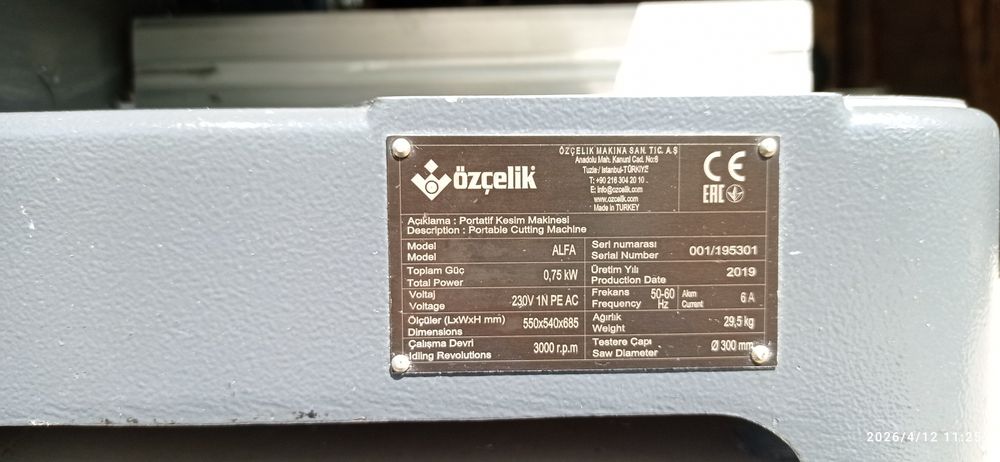 özçelik
ÖZÇELİK MAKİNA SAN. TİC. A.Ş
Anadolu Mah. Kanuni Cad. No:6
Tuzla / İstanbul-TÜRKİYE
T: +90 216 304 20 10
E: info@ozcelik.com
www.ozcelik.com
Made in TURKEY
CE
EAC
Açıklama : Portatif Kesim Makinesi
Description : Portable Cutting Machine
Model ALFA Seri numarası 001/195301
Model Serial Number
Toplam Güç 0,75 kW Üretim Yılı 2019
Total Power Production Date
Voltaj 230V 1N PE AC Frekans 50-60 Akım 6 A
Voltage Frequency Hz Current
Ölçüler (LxWxH mm) 550x540x685 Ağırlık 29,5 kg
Dimensions Weight
Çalışma Devri 3000 r.p.m Testere Çapı Ø 300 mm
Idling Revolutions Saw Diameter
2026/4/12 11:25